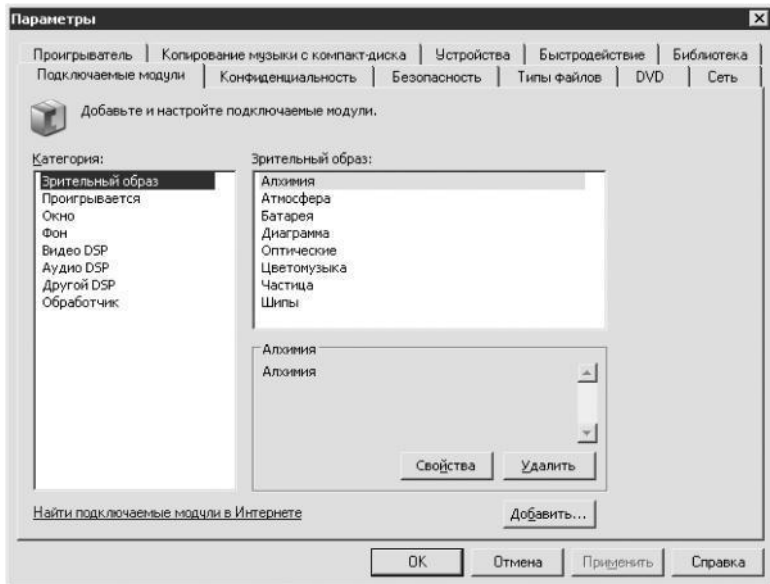 Параметры
Проигрыватель Копирование музыки с компакт-диска Устройства Быстродействие Библиотека
Подключаемые модули Конфиденциальность Безопасность Типы файлов DVD Сеть
Добавьте и настройте подключаемые модули.
Категория:
Зрительный образ
Проигрывается
Окно
Фон
Видео DSP
Аудио DSP
Другой DSP
Обработчик
Зрительный образ:
Алхимия
Атмосфера
Батарея
Диаграмма
Оптические
Цветомузыка
Частица
Шипы
Алхимия
Алхимия
Свойства Удалить
Найти подключаемые модули в Интернете
Добавить...
OK Отмена Применить Справка